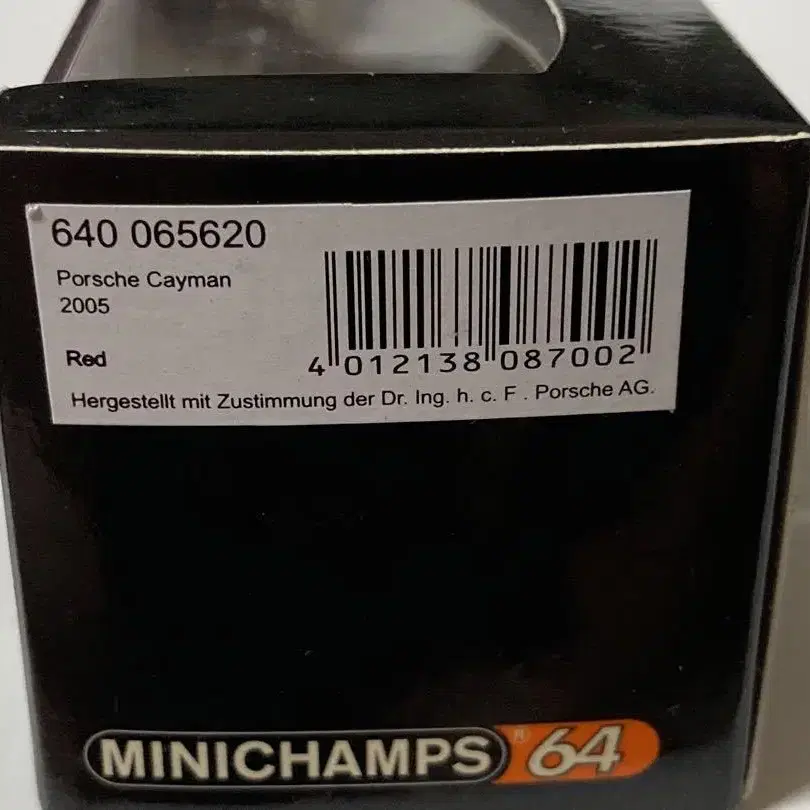 640 065620
Porsche Cayman
2005
Red
4 012138 087002
Hergestellt mit Zustimmung der Dr. Ing. h. c. F . Porsche AG.
MINICHAMPS® 64